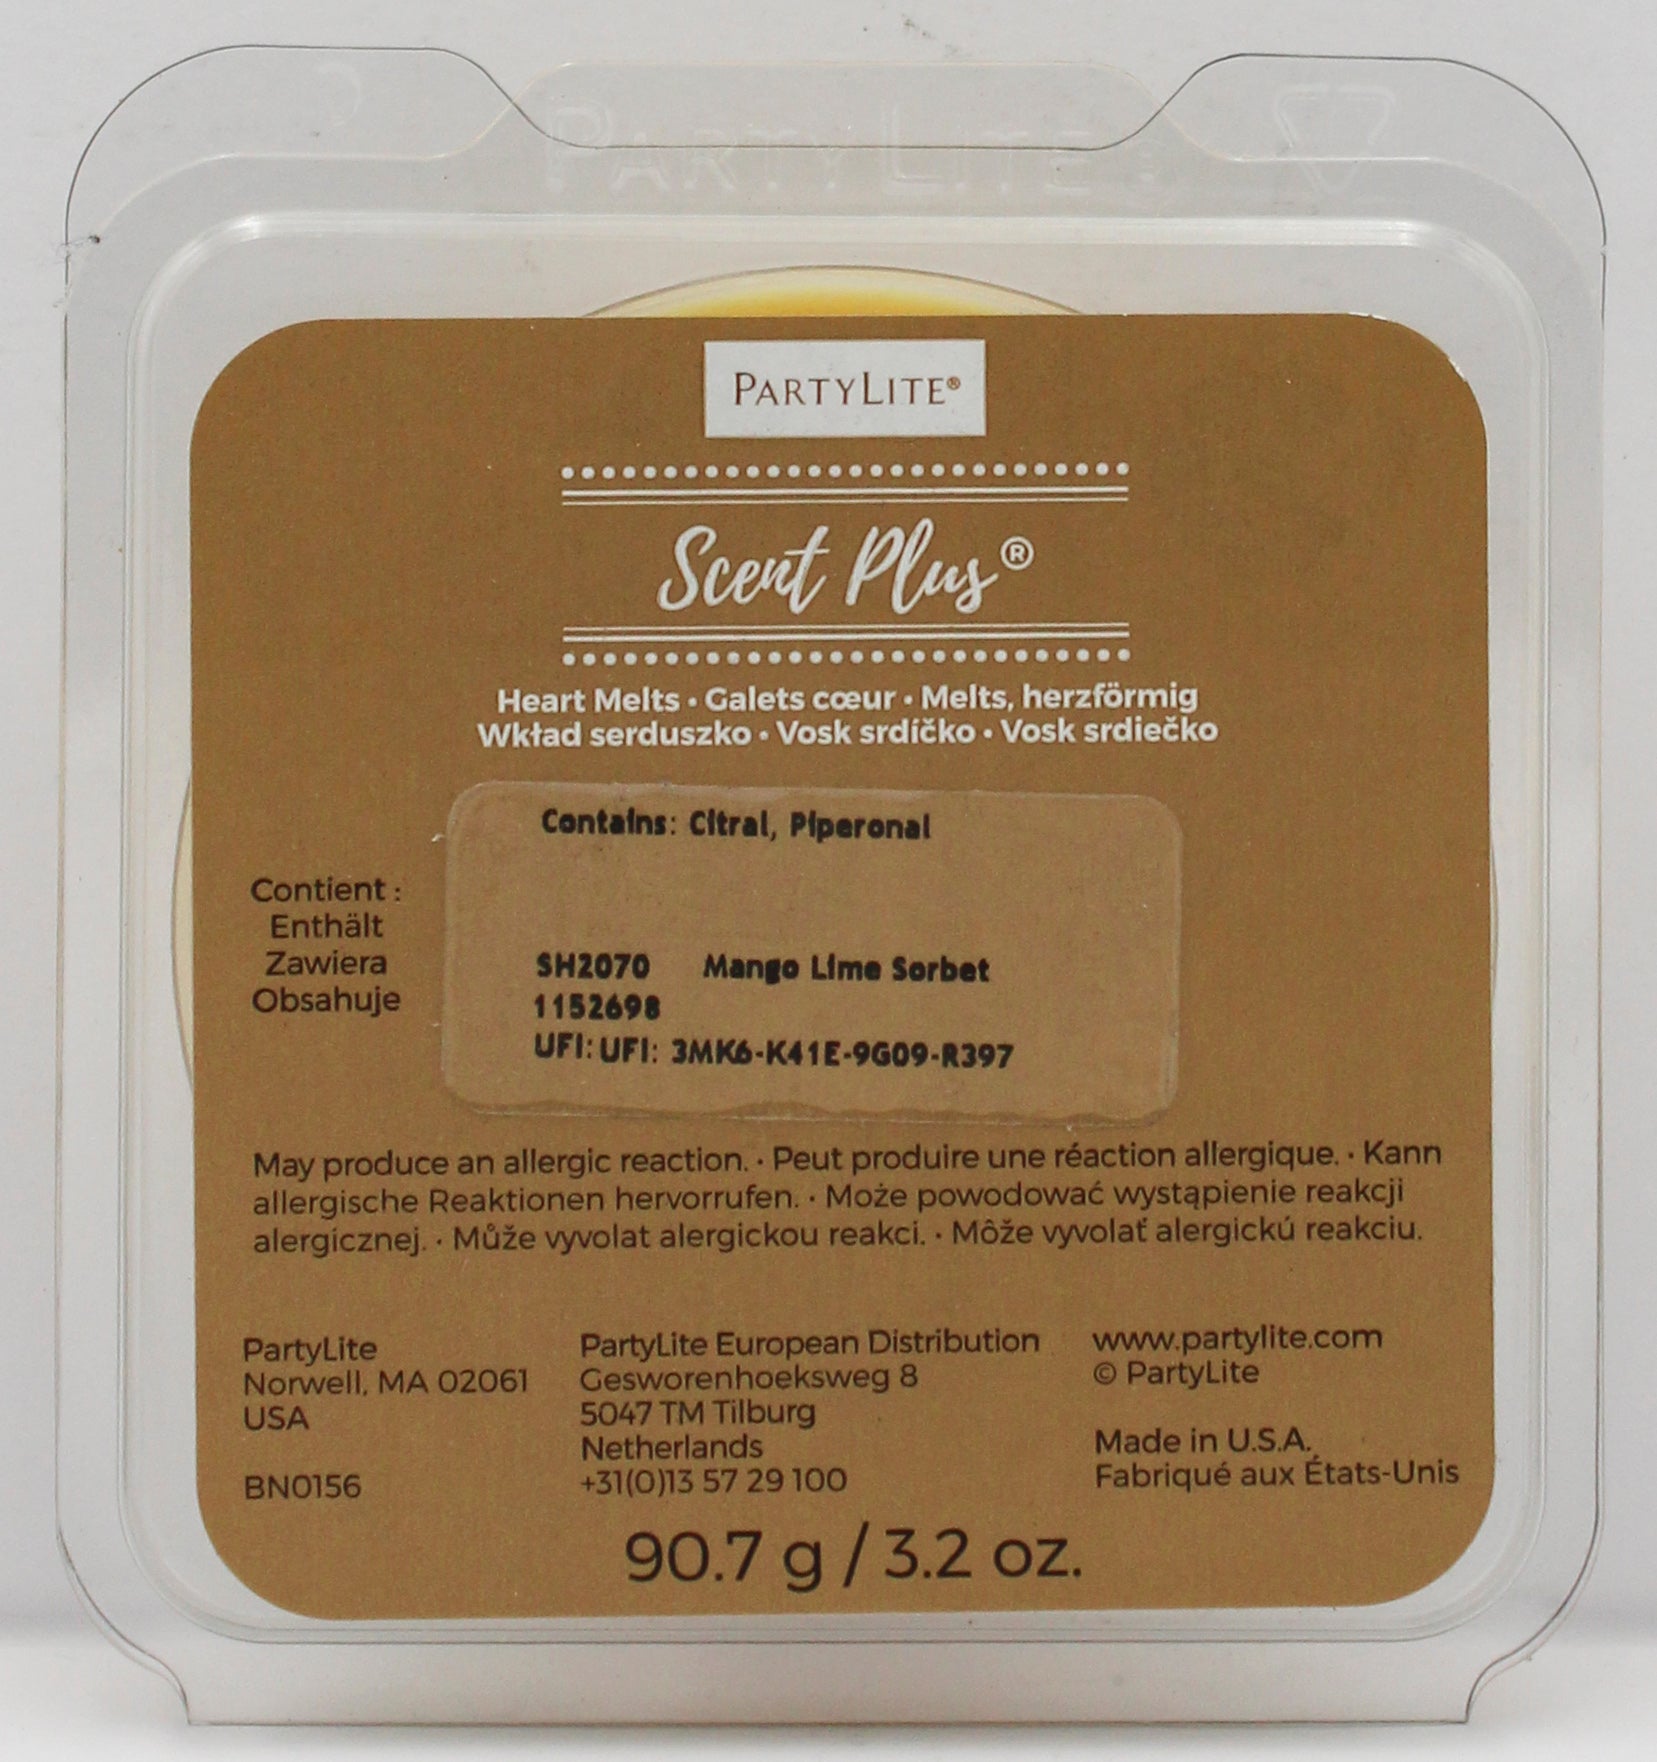 PARTYLITE
PARTYLITE®
Scent Plus®
Heart Melts • Galets cœur • Melts, herzförmig
Wkład serduszko • Vosk srdíčko • Vosk srdiečko
Contains: Citral, Piperonal
Contient :
Enthält
Zawiera
Obsahuje
SH2070 Mango Lime Sorbet
1152698
UFI: UFI: 3MK6-K41E-9G09-R397
May produce an allergic reaction. · Peut produire une réaction allergique. · Kann
allergische Reaktionen hervorrufen. · Może powodować wystąpienie reakcji
alergicznej. · Může vyvolat alergickou reakci. · Môže vyvolať alergickú reakciu.
PartyLite
Norwell, MA 02061
USA
BN0156
PartyLite European Distribution
Gesworenhoeksweg 8
5047 TM Tilburg
Netherlands
+31(0)13 57 29 100
www.partylite.com
© PartyLite
Made in U.S.A.
Fabriqué aux États-Unis
90.7 g / 3.2 oz.